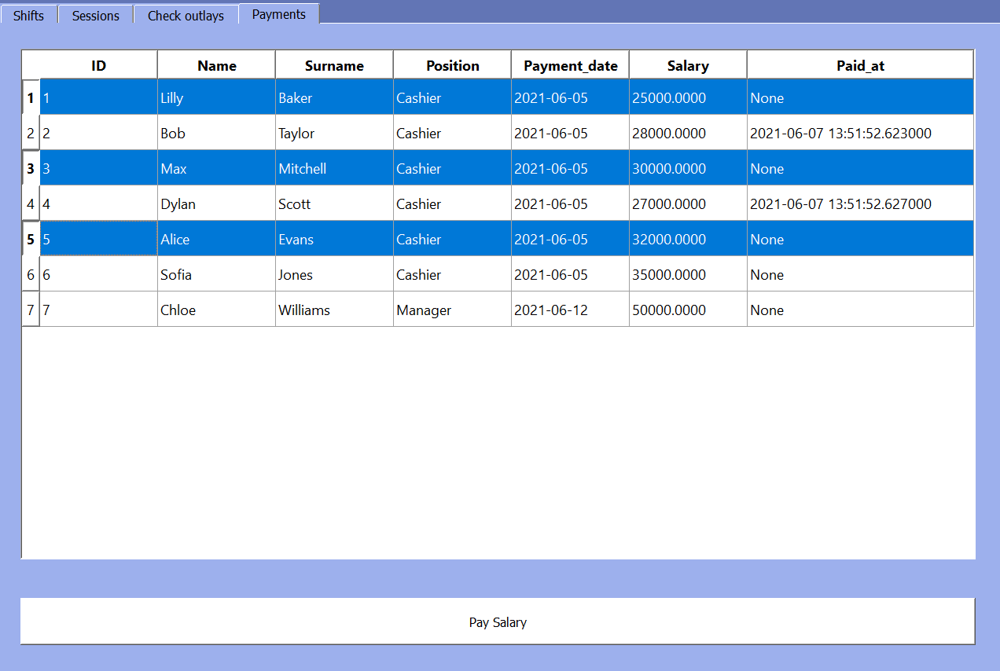 Shifts Sessions Check outlays Payments
ID Name Surname Position Payment_date Salary Paid_at
1 1 Lilly Baker Cashier 2021-06-05 25000.0000 None
2 2 Bob Taylor Cashier 2021-06-05 28000.0000 2021-06-07 13:51:52.623000
3 3 Max Mitchell Cashier 2021-06-05 30000.0000 None
4 4 Dylan Scott Cashier 2021-06-05 27000.0000 2021-06-07 13:51:52.627000
5 5 Alice Evans Cashier 2021-06-05 32000.0000 None
6 6 Sofia Jones Cashier 2021-06-05 35000.0000 None
7 7 Chloe Williams Manager 2021-06-12 50000.0000 None
Pay Salary